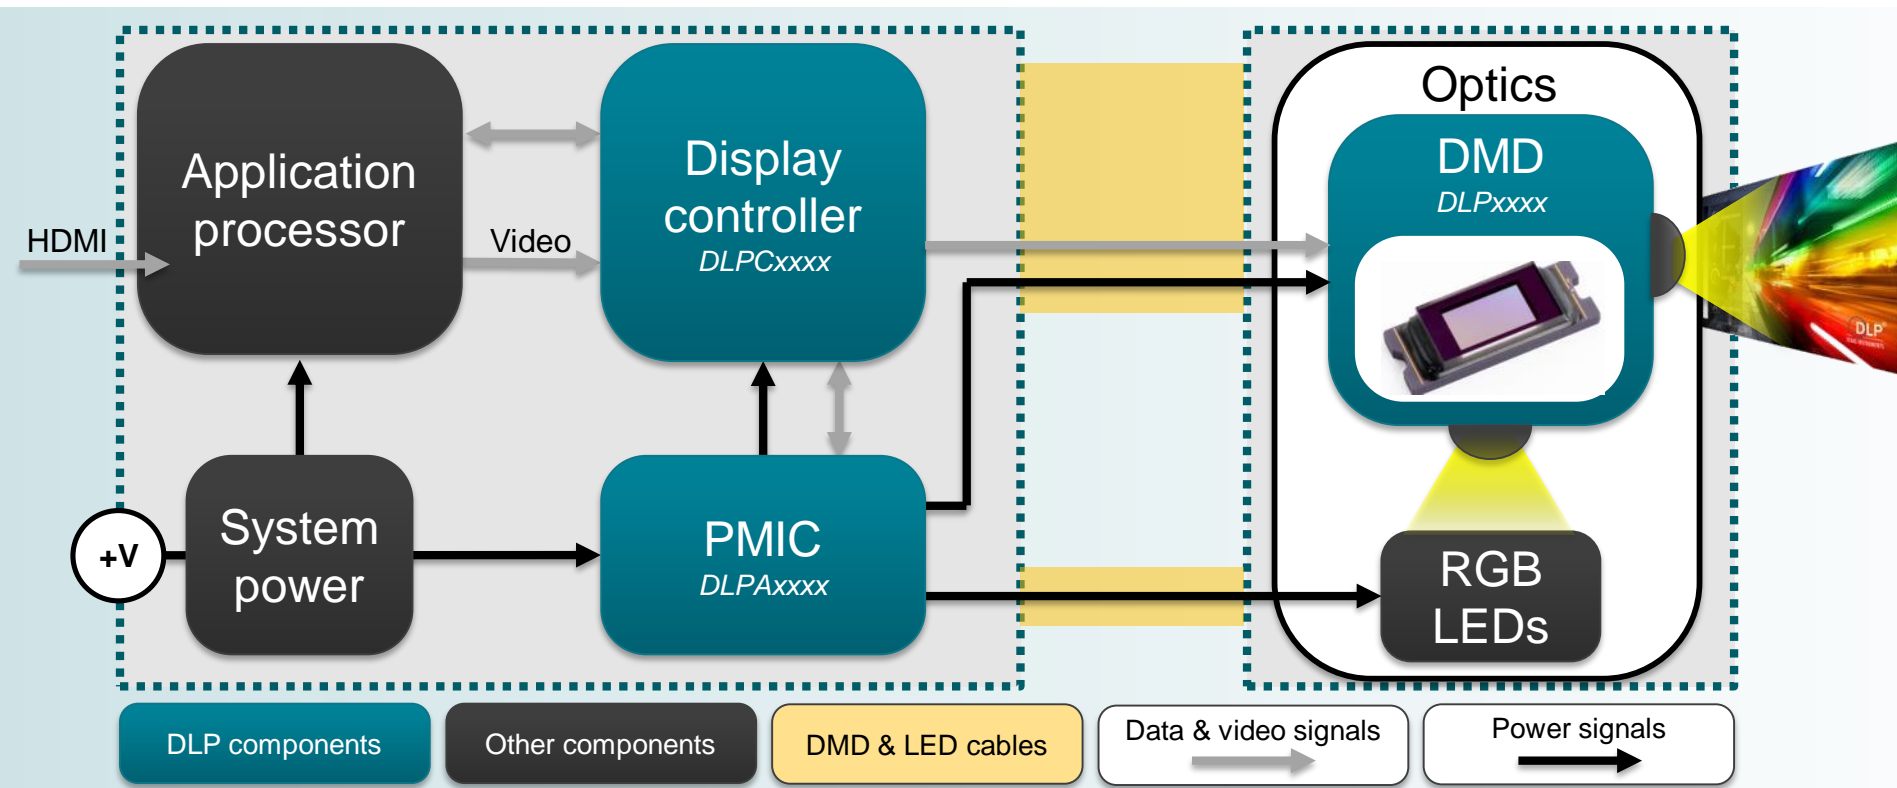 Application
processor
HDMI
Video
Display
controller
DLPCxxxx
Optics
DMD
DLPxxxx
DLP
System
power
+V
PMIC
DLPAxxxx
RGB
LEDs
DLP components
Other components
DMD & LED cables
Data & video signals
Power signals